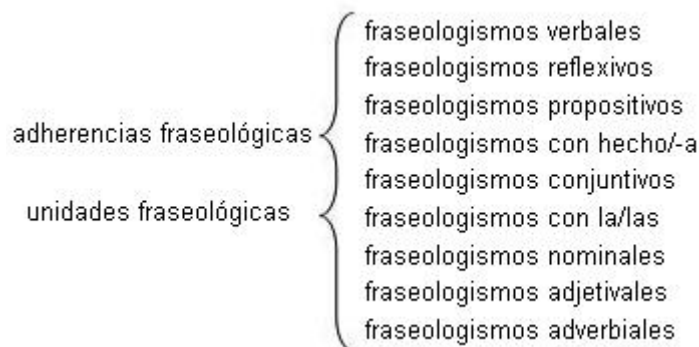 adherencias fraseológicas
unidades fraseológicas
fraseologismos verbales
fraseologismos reflexivos
fraseologismos propositivos
fraseologismos con hecho/-a
fraseologismos conjuntivos
fraseologismos con la/las
fraseologismos nominales
fraseologismos adjetivales
fraseologismos adverbiales